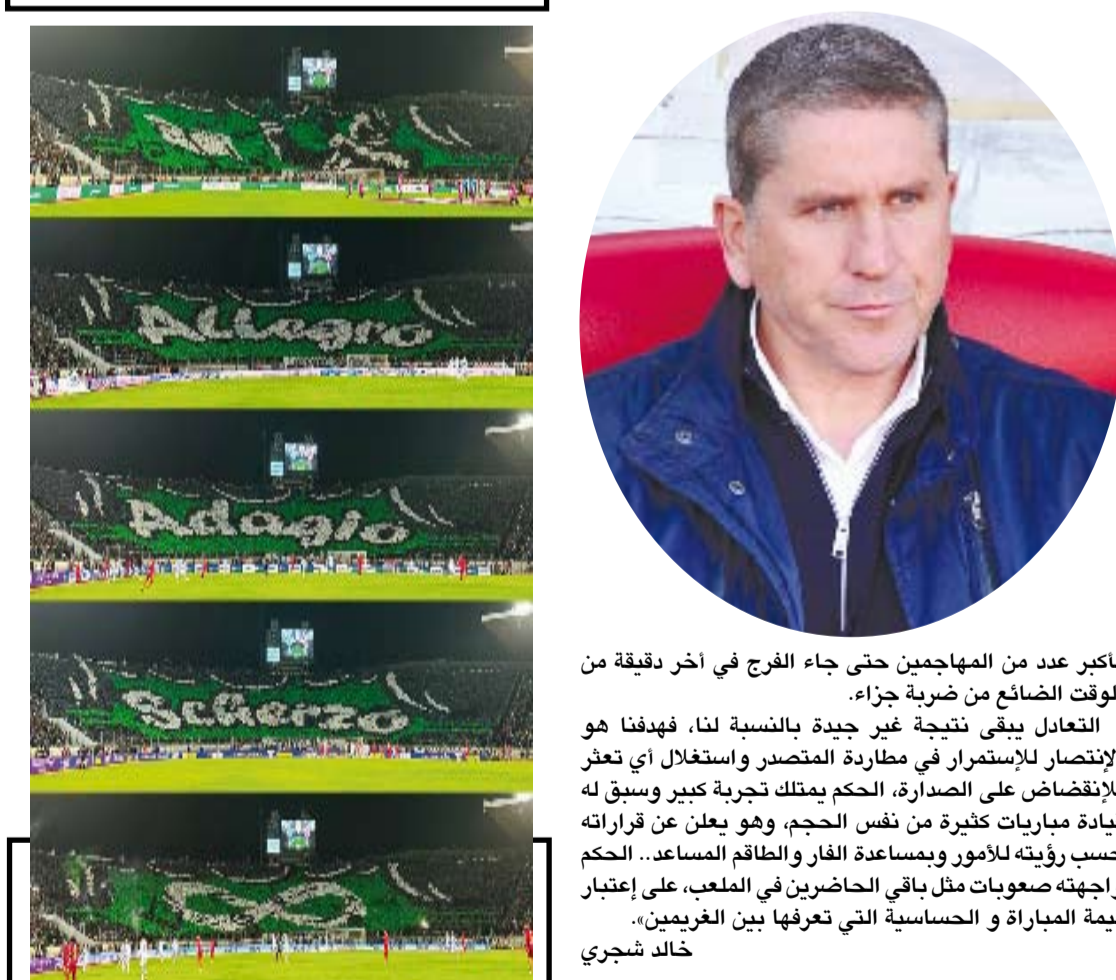 Allegro
Adagio
Scherzo
بأكبر عدد من المهاجمين حتى جاء الفرج في أخر دقيقة من
الوقت الضائع من ضربة جزاء.
التعادل يبقى نتيجة غير جيدة بالنسبة لنا، فهدفنا هو
الإنتصار للإستمرار في مطاردة المتصدر واستغلال أي تعثر
للإنقضاض على الصدارة، الحكم يمتلك تجربة كبير وسبق له
قيادة مباريات كثيرة من نفس الحجم، وهو يعلن عن قراراته
حسب رؤيته للأمور وبمساعدة الفار والطاقم المساعد.. الحكم
واجهته صعوبات مثل باقي الحاضرين في الملعب، على إعتبار
قيمة المباراة و الحساسية التي تعرفها بين الغريمين».
خالد شجري